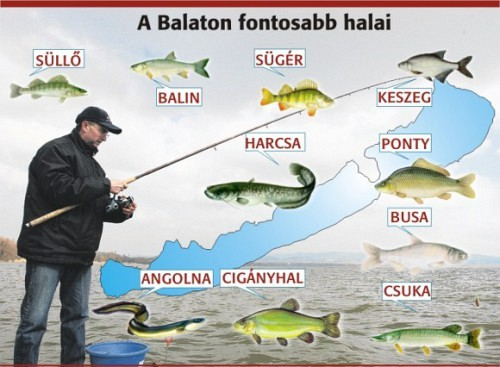 A Balaton fontosabb halai
SÜLLŐ
BALIN
SÜGÉR
KESZEG
HARCSA
PONTY
BUSA
ANGOLNA
CIGÁNYHAL
CSUKA